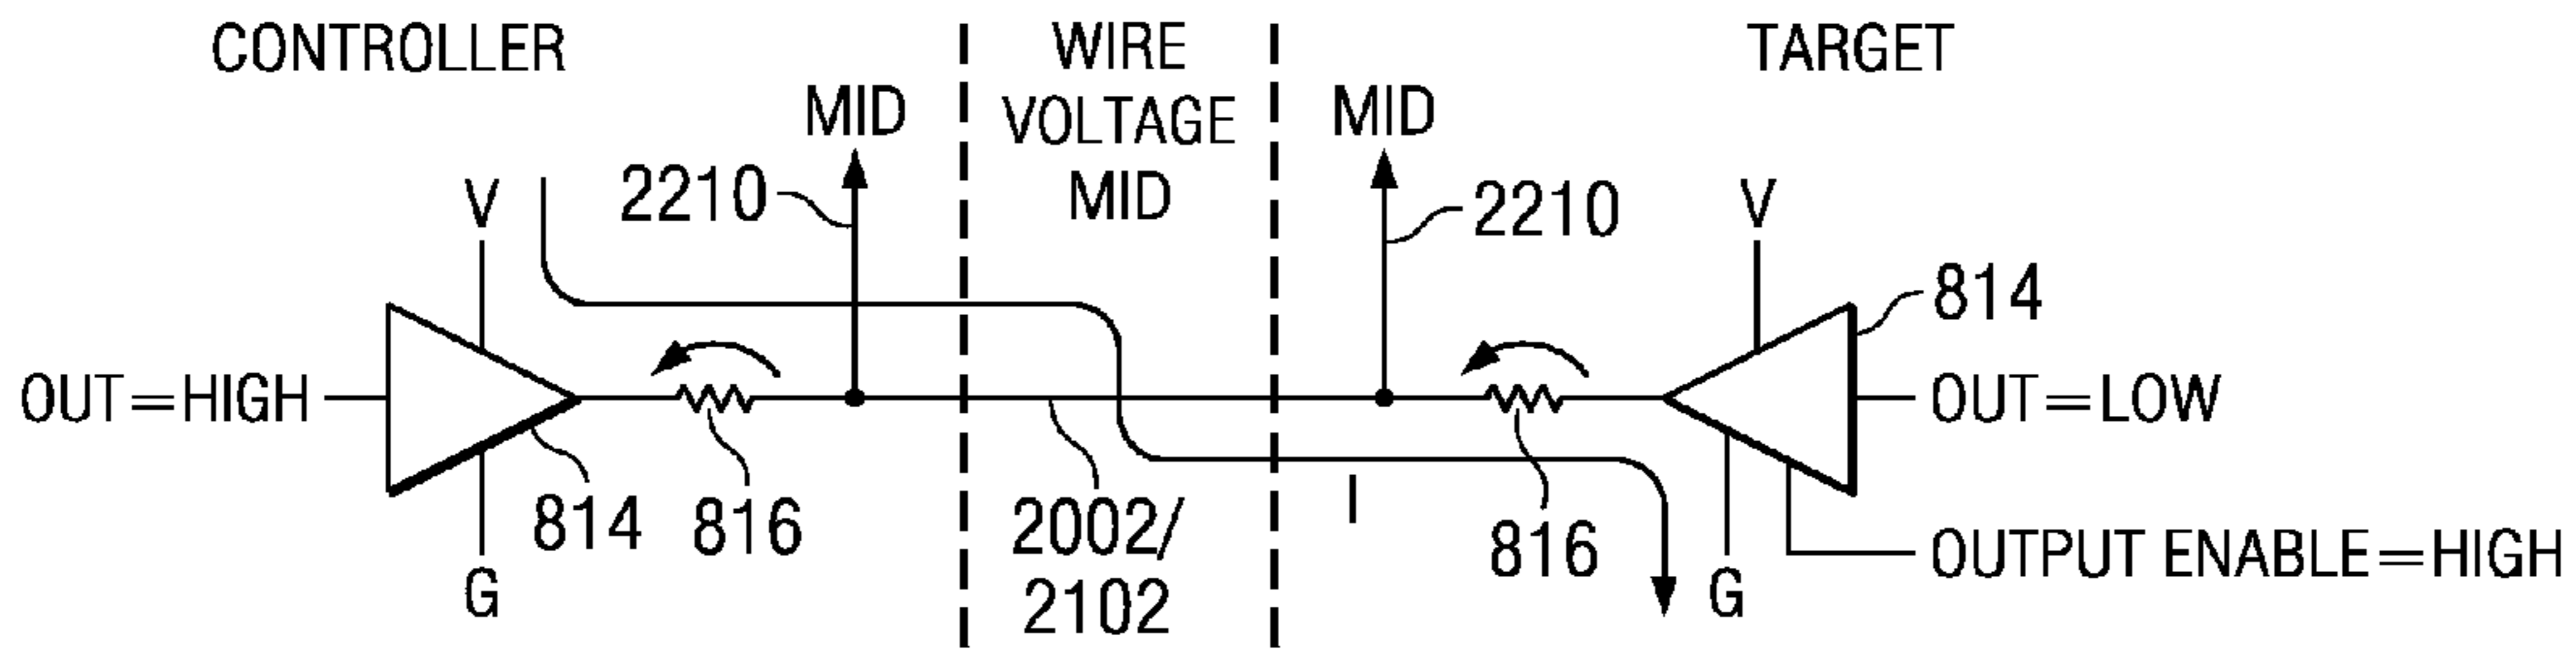 CONTROLLER
WIRE
VOLTAGE
MID
TARGET
MID
MID
2210
2210
V
V
814
OUT=HIGH
OUT=LOW
814
816
2002/
2102
I
816
OUTPUT ENABLE=HIGH
G
G